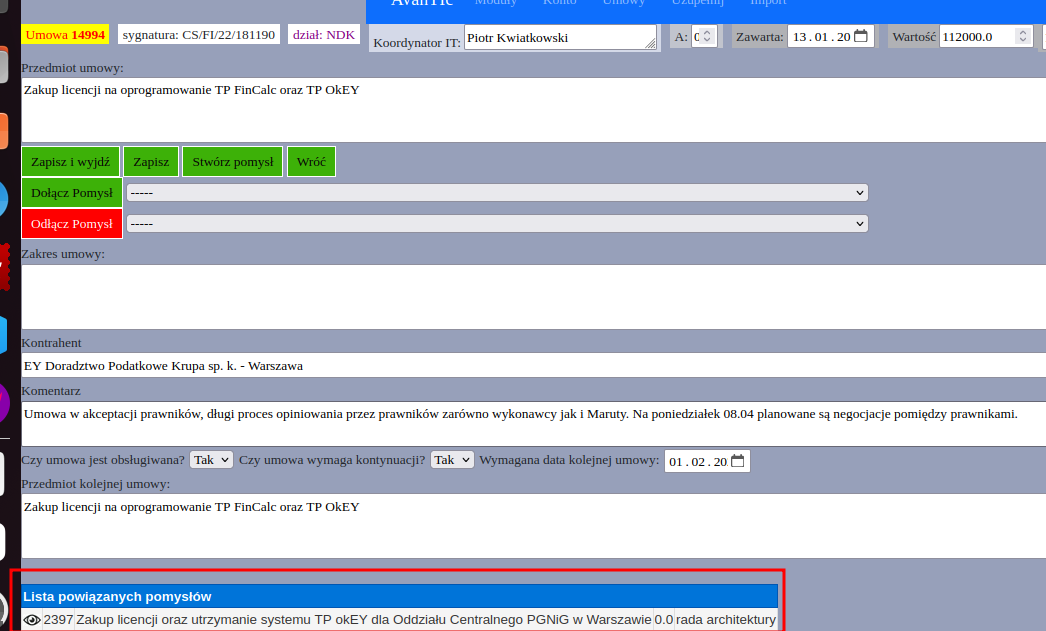 AvanTic Moduły Konto Umowy Uzupełnij Import
Umowa 14994 sygnatura: CS/FI/22/181190 dział: NDK Koordynator IT: Piotr Kwiatkowski A: 0 Zawarta: 13.01.20 Wartość 112000.0
Przedmiot umowy:
Zakup licencji na oprogramowanie TP FinCalc oraz TP OkEY
Zapisz i wyjdź Zapisz Stwórz pomysł Wróć
Dołącz Pomysł -----
Odłącz Pomysł -----
Zakres umowy:
Kontrahent
EY Doradztwo Podatkowe Krupa sp. k. - Warszawa
Komentarz
Umowa w akceptacji prawników, długi proces opiniowania przez prawników zarówno wykonawcy jak i Maruty. Na poniedziałek 08.04 planowane są negocjacje pomiędzy prawnikami.
Czy umowa jest obsługiwana? Tak Czy umowa wymaga kontynuacji? Tak Wymagana data kolejnej umowy: 01.02.20
Przedmiot kolejnej umowy:
Zakup licencji na oprogramowanie TP FinCalc oraz TP OkEY
Lista powiązanych pomysłów
2397 Zakup licencji oraz utrzymanie systemu TP okEY dla Oddziału Centralnego PGNiG w Warszawie 0.0 rada architektury